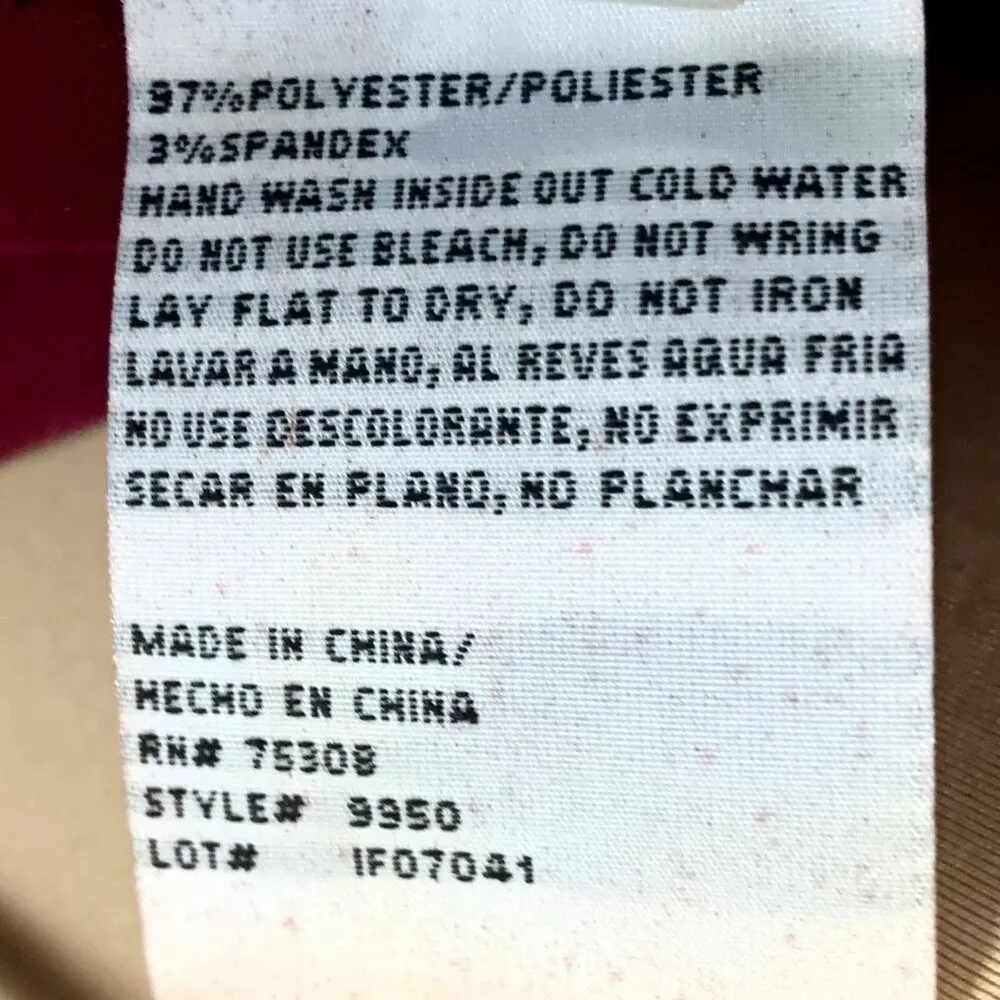 97%POLYESTER/POLIESTER
3%SPANDEX
HAND WASH INSIDE OUT COLD WATER
DO NOT USE BLEACH, DO NOT WRING
LAY FLAT TO DRY, DO NOT IRON
LAVAR A MANO, AL REVES AQUA FRIA
NO USE DESCOLORANTE, NO EXPRIMIR
SECAR EN PLANO, NO PLANCHAR
MADE IN CHINA/
HECHO EN CHINA
RN# 75308
STYLE# 9950
LOT# IF07041